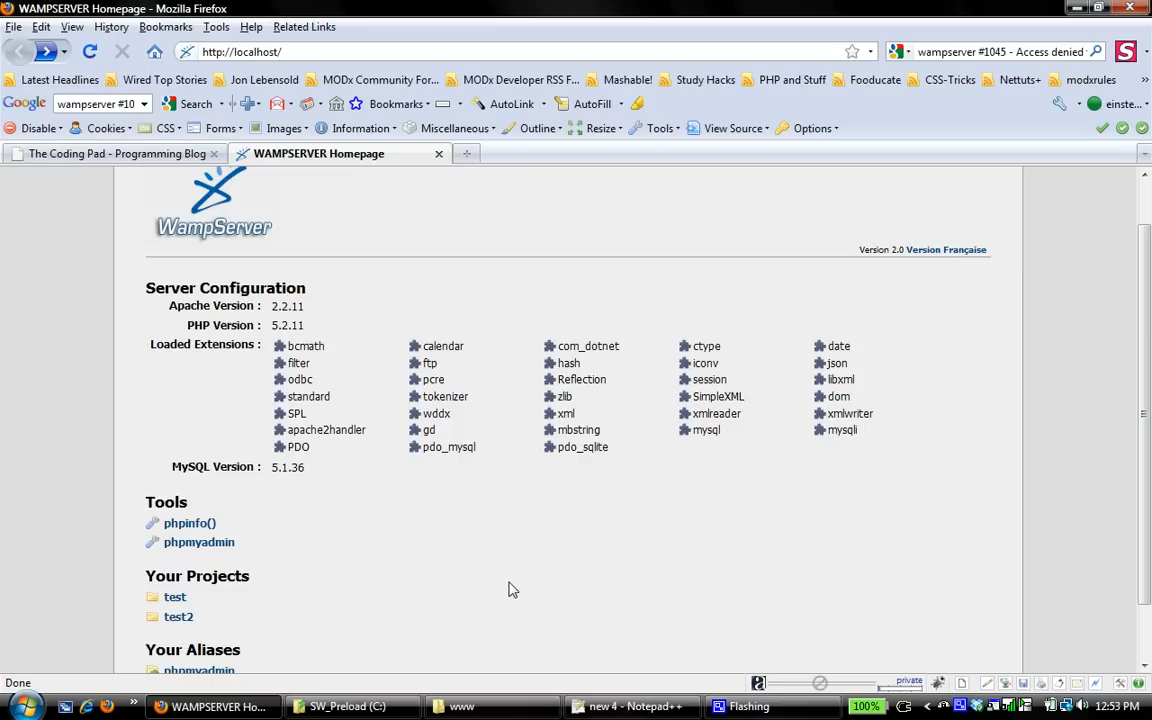 WAMPSERVER Homepage - Mozilla Firefox
File Edit View History Bookmarks Tools Help Related Links
http://localhost/ wampserver #1045 - Access denied S
Latest Headlines Wired Top Stories Jon Lebensold MODx Community For... MODx Developer RSS F... Mashable! Study Hacks PHP and Stuff Fooducate CSS-Tricks Nettuts+ modxrules »
Google wampserver #10 Search Bookmarks AutoLink AutoFill einste...
Disable Cookies CSS Forms Images Information Miscellaneous Outline Resize Tools View Source Options
The Coding Pad - Programming Blog WAMPSERVER Homepage
WampServer
Version 2.0 Version Française
Server Configuration
Apache Version : 2.2.11
PHP Version : 5.2.11
Loaded Extensions : bcmath calendar com_dotnet ctype date
filter ftp hash iconv json
odbc pcre Reflection session libxml
standard tokenizer zlib SimpleXML dom
SPL wddx xml xmlreader xmlwriter
apache2handler gd mbstring mysql mysqli
PDO pdo_mysql pdo_sqlite
MySQL Version : 5.1.36
Tools
phpinfo()
phpmyadmin
Your Projects
test
test2
Your Aliases
phpmyadmin
Done private
WAMPSERVER Ho... SW_Preload (C:) www new 4 - Notepad++ Flashing 100% 12:53 PM